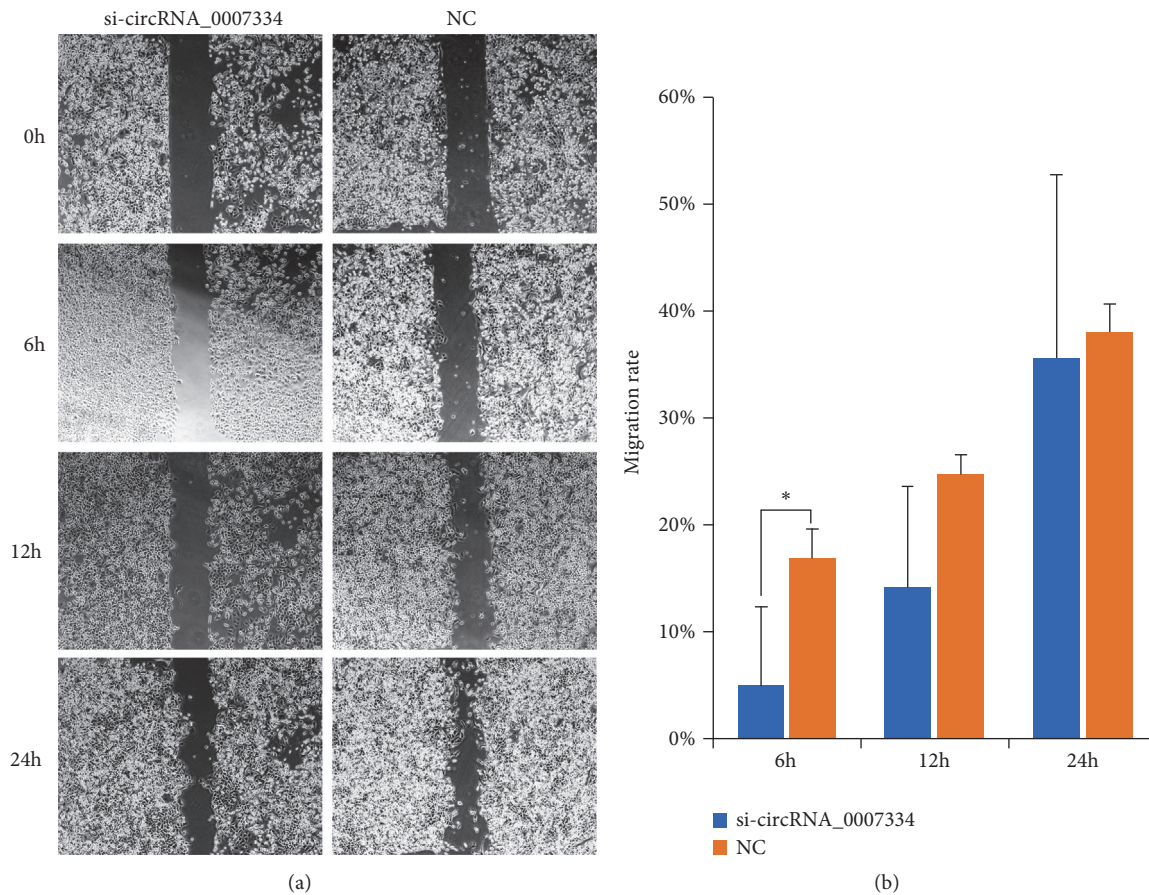 si-circRNA_0007334 NC
0h
6h
12h
24h
(a)
60%
50%
40%
30%
20%
10%
0%
Migration rate
*
6h 12h 24h
si-circRNA_0007334
NC
(b)